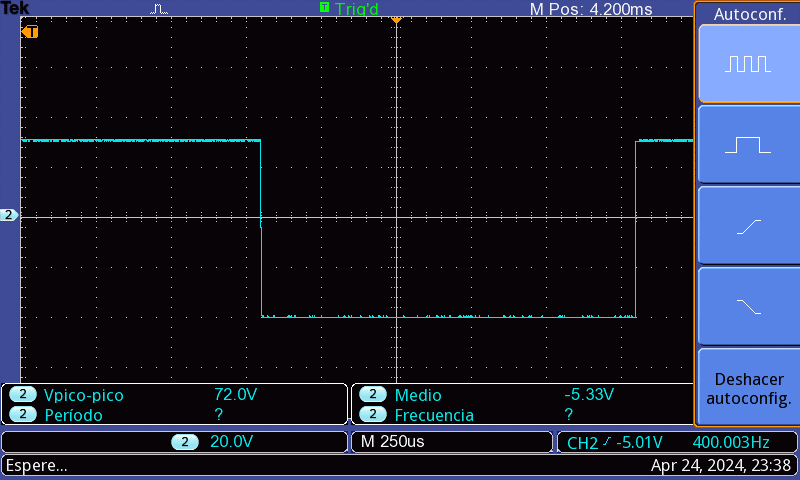 Tek T Trig'd M Pos: 4.200ms Autoconf.
T
2
Deshacer
autoconfig.
2 Vpico-pico 72.0V 2 Medio -5.33V
2 Período ? 2 Frecuencia ?
2 20.0V M 250us CH2 -5.01V 400.003Hz
Espere... Apr 24, 2024, 23:38